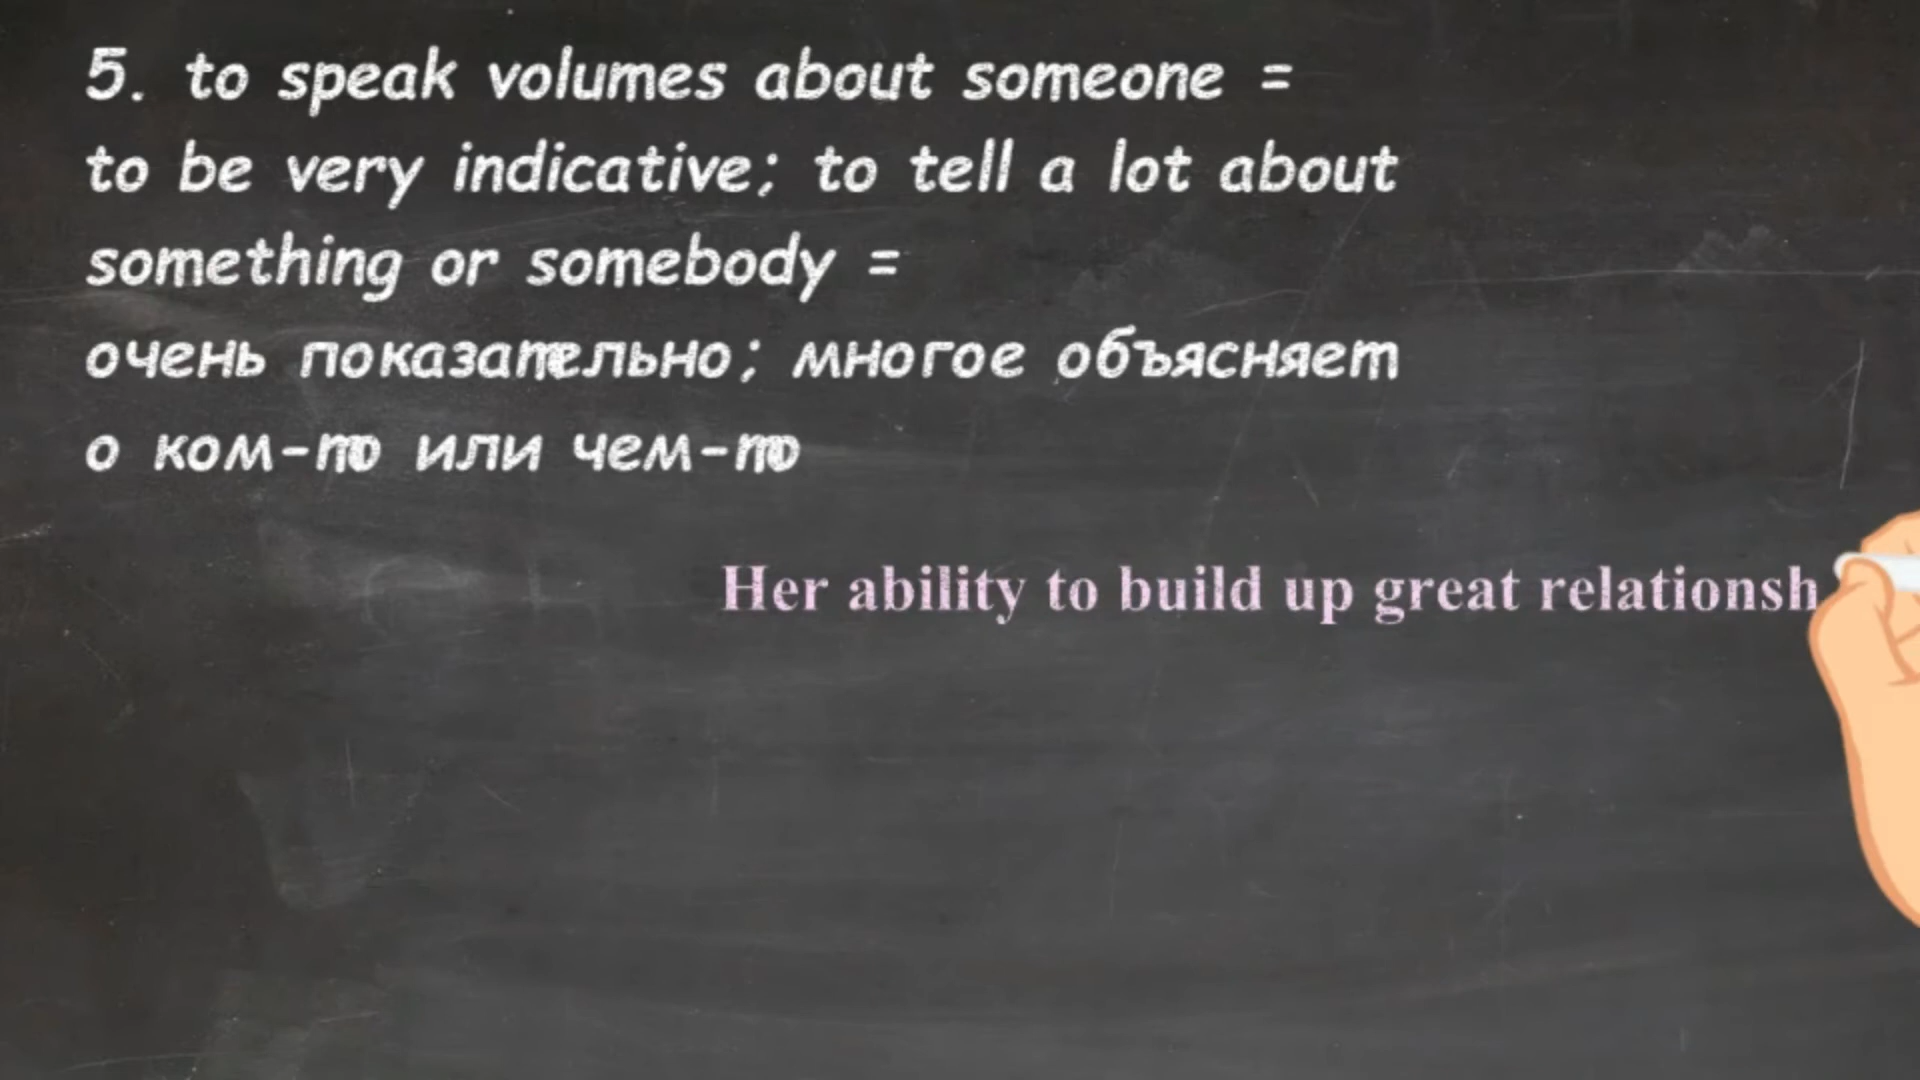 5. to speak volumes about someone =
to be very indicative; to tell a lot about
something or somebody =
очень показательно; многое объясняет
о ком-то или чем-то
Her ability to build up great relationsh